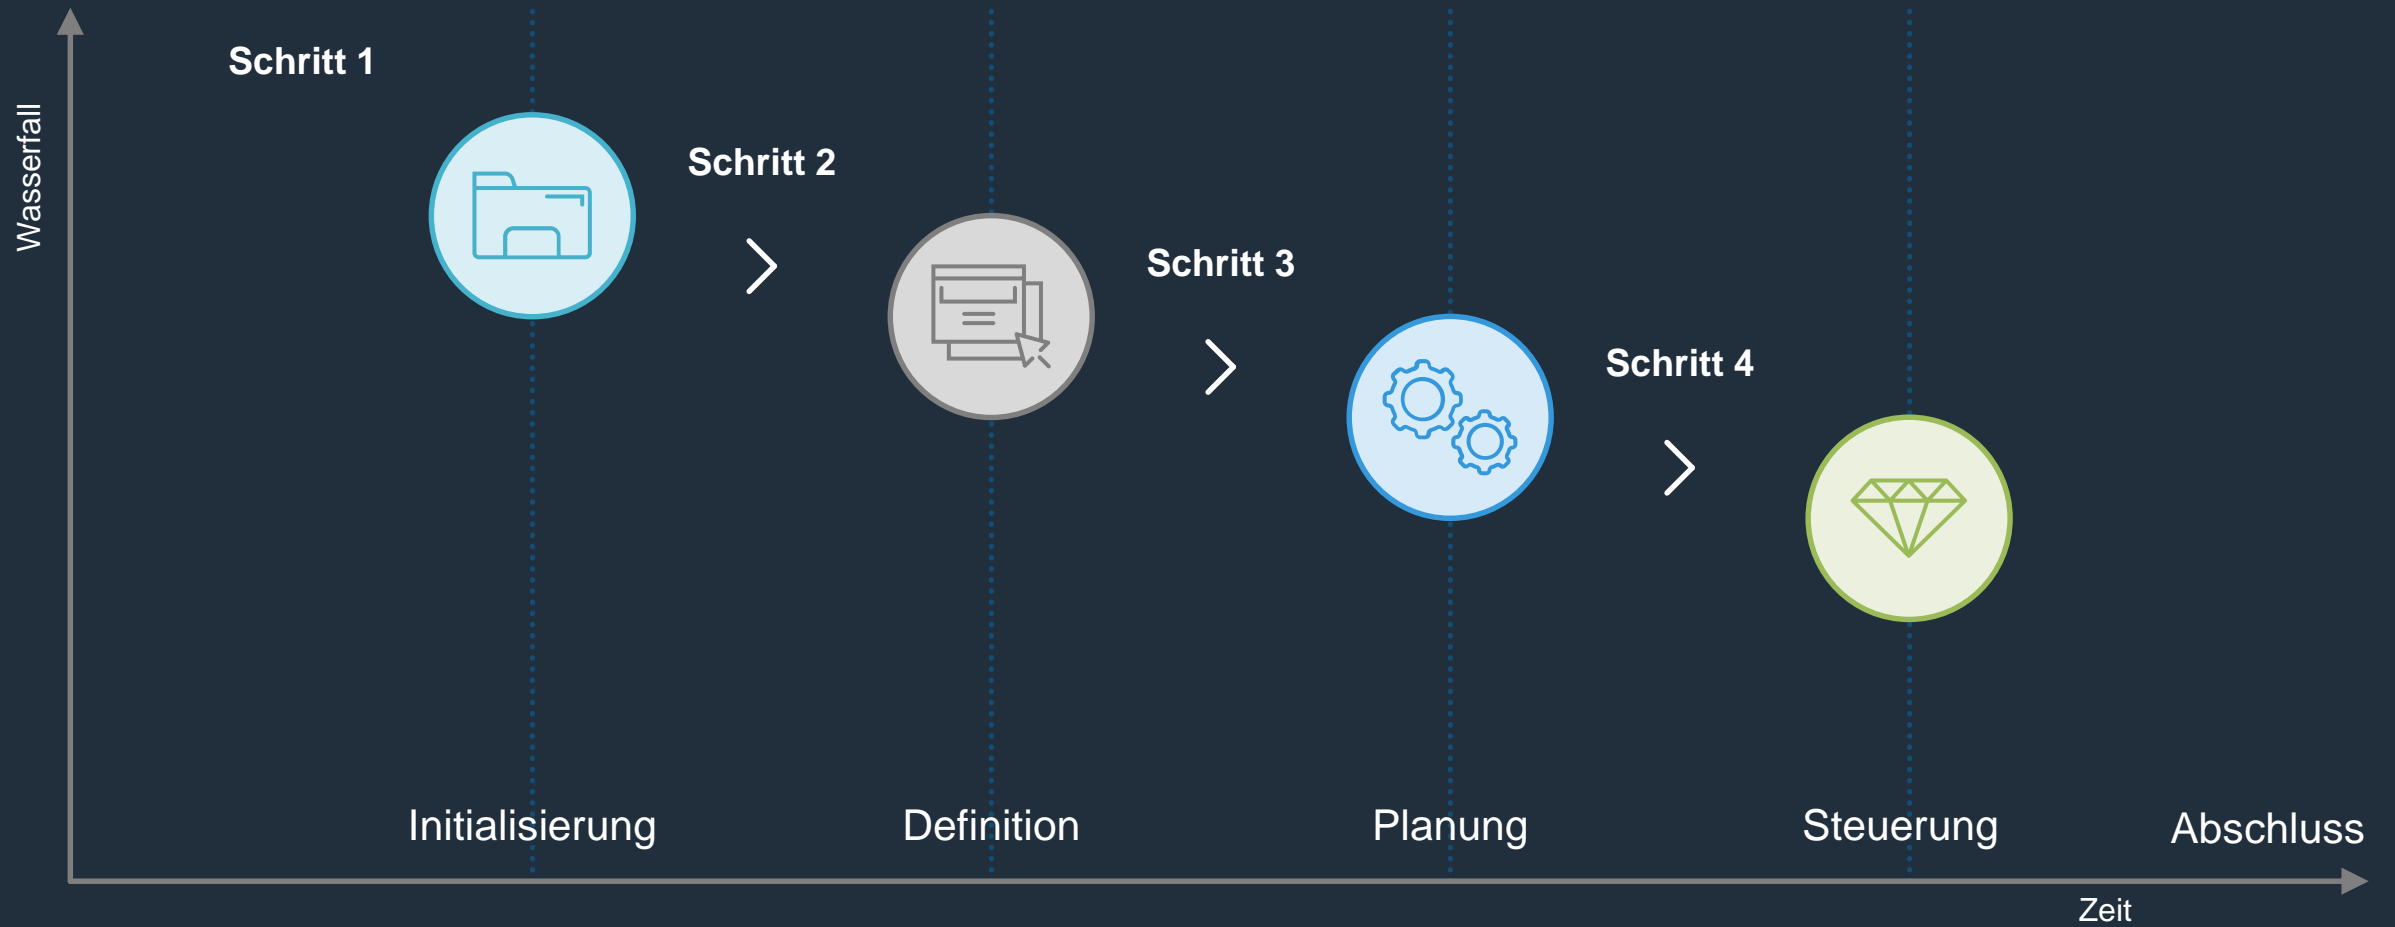 Schritt 1
Wasserfall
Schritt 2
Schritt 3
Schritt 4
Initialisierung
Definition
Planung
Steuerung
Abschluss
Zeit